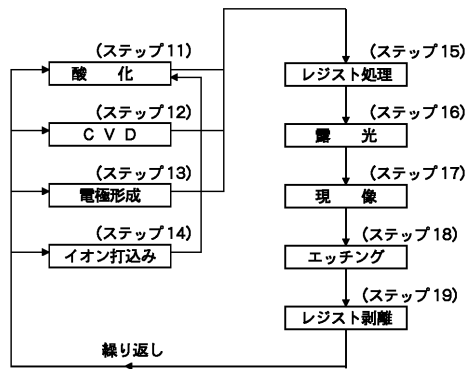 (ステップ11)
酸 化
(ステップ12)
C V D
(ステップ13)
電極形成
(ステップ14)
イオン打込み
(ステップ15)
レジスト処理
(ステップ16)
露 光
(ステップ17)
現 像
(ステップ18)
エッチング
(ステップ19)
レジスト剥離
繰り返し